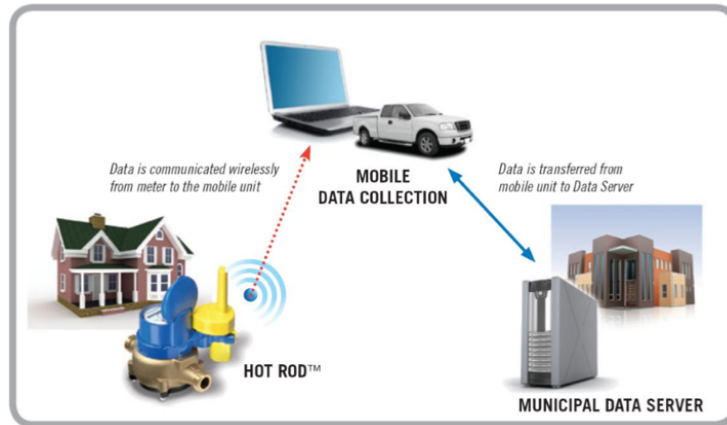 Data is communicated wirelessly
from meter to the mobile unit
MOBILE
DATA COLLECTION
Data is transferred from
mobile unit to Data Server
HOT ROD™
MUNICIPAL DATA SERVER